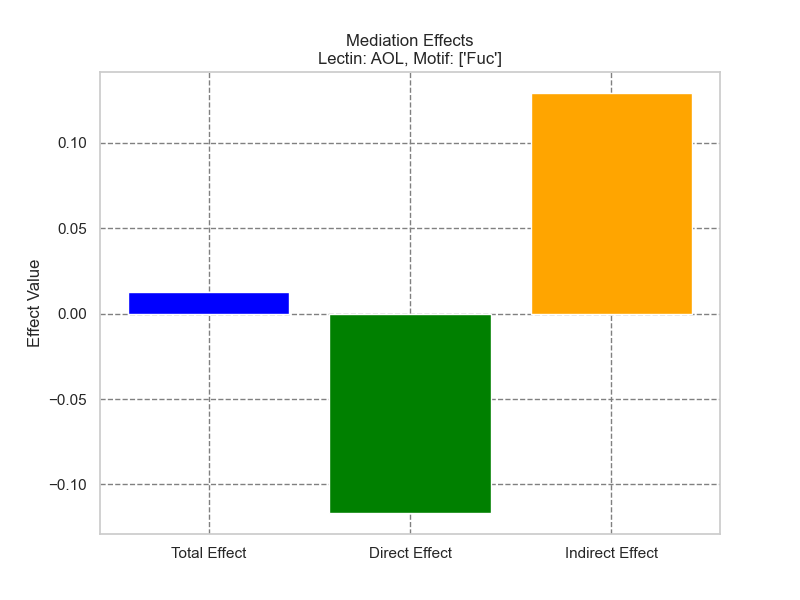 Mediation Effects
Lectin: AOL, Motif: ['Fuc']
Effect Value
0.10
0.05
0.00
−0.05
−0.10
Total Effect
Direct Effect
Indirect Effect